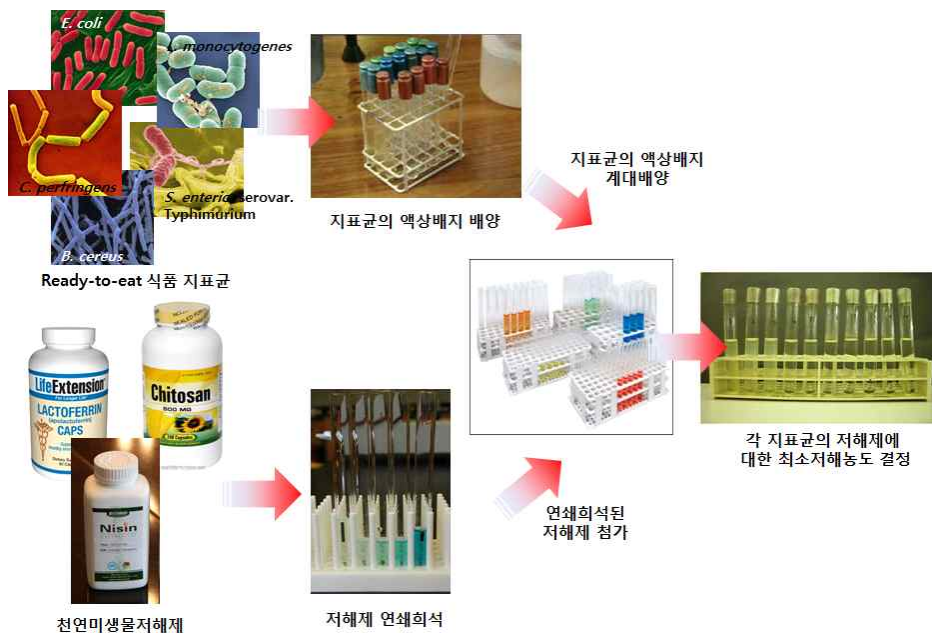 E. coli
L. monocytogenes
C. perfringens
S. enterica serovar.
Typhimurium
B. cereus
Ready-to-eat 식품 지표균
지표균의 액상배지 배양
지표균의 액상배지
계대배양
LifeExtension
LACTOFERRIN
(apolactoferrin)
CAPS
Chitosan
500 MG
Nisin
천연미생물저해제
저해제 연쇄희석
연쇄희석된
저해제 첨가
각 지표균의 저해제에
대한 최소저해농도 결정